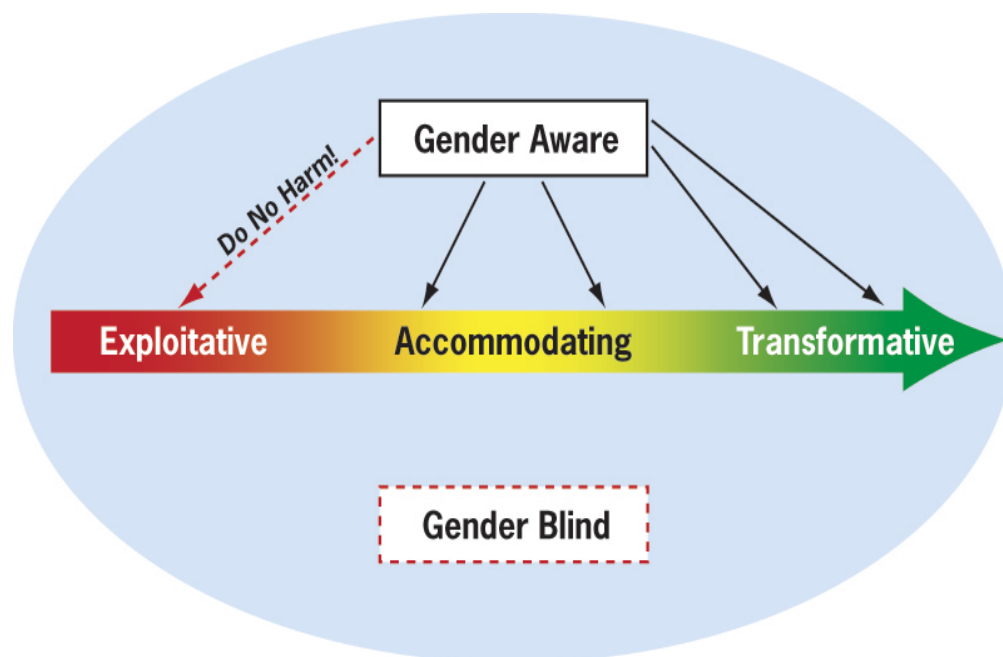 Gender Aware
Do No Harm!
Exploitative
Accommodating
Transformative
Gender Blind